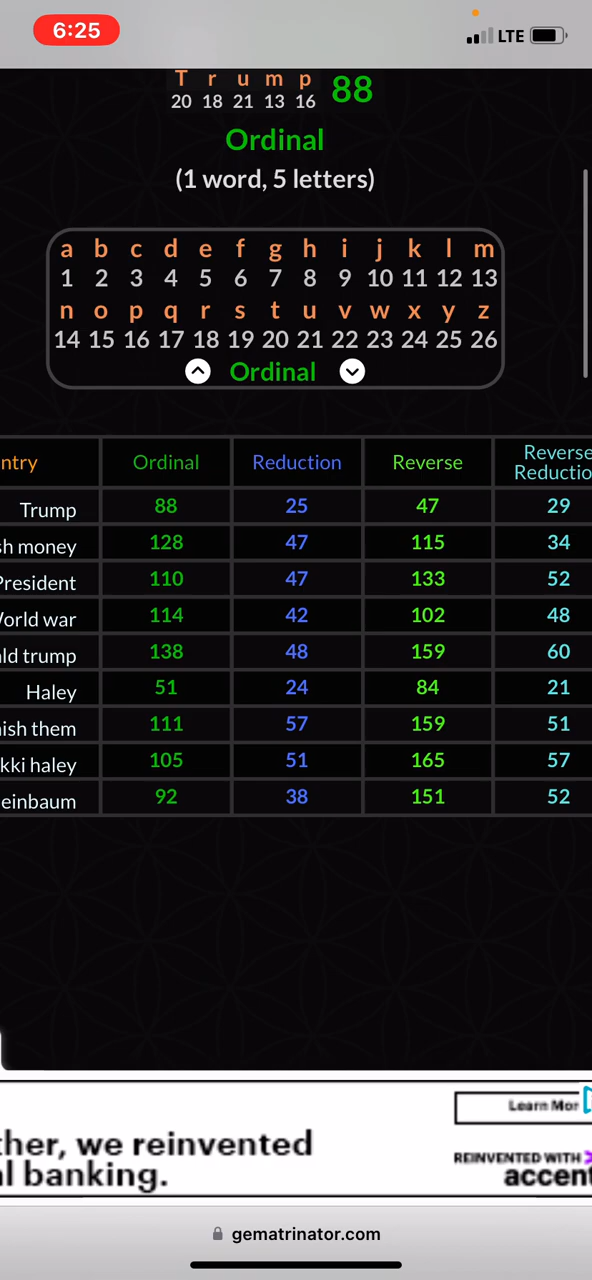 6:25 LTE
T r u m p 88
20 18 21 13 16
Ordinal
(1 word, 5 letters)
a b c d e f g h i j k l m
1 2 3 4 5 6 7 8 9 10 11 12 13
n o p q r s t u v w x y z
14 15 16 17 18 19 20 21 22 23 24 25 26
Ordinal
ntry Ordinal Reduction Reverse Reverse
Reductio
Trump 88 25 47 29
sh money 128 47 115 34
President 110 47 133 52
World war 114 42 102 48
ld trump 138 48 159 60
Haley 51 24 84 21
nish them 111 57 159 51
kki haley 105 51 165 57
einbaum 92 38 151 52
Learn Mor
ther, we reinvented
l banking.
REINVENTED WITH
accent
gematrinator.com